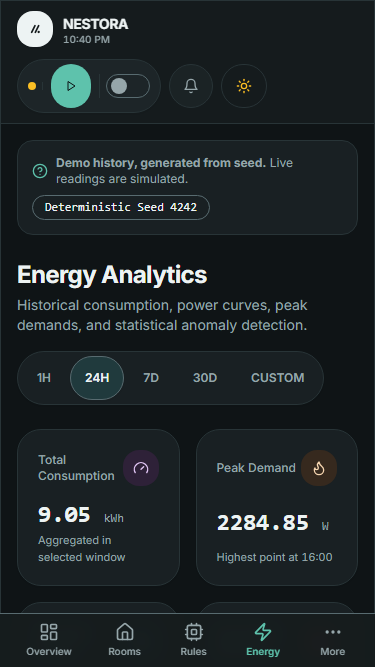 NESTORA
10:40 PM
Demo history, generated from seed. Live
readings are simulated.
Deterministic Seed 4242
Energy Analytics
Historical consumption, power curves, peak
demands, and statistical anomaly detection.
1H 24H 7D 30D CUSTOM
Total
Consumption
9.05 kWh
Aggregated in
selected window
Peak Demand
2284.85 W
Highest point at 16:00
Overview Rooms Rules Energy More